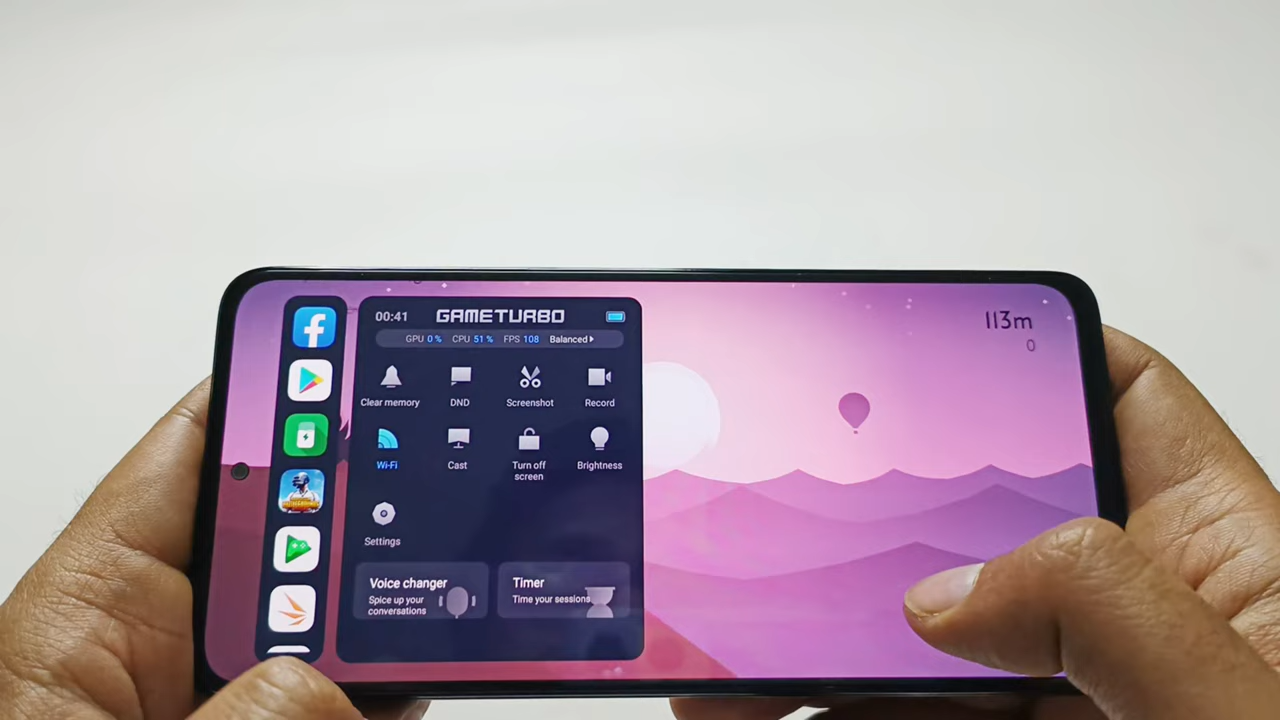 00:41 GAMETURBO
GPU 0 % CPU 51 % FPS 108 Balanced
Clear memory DND Screenshot Record
Wi-Fi Cast Turn off screen Brightness
Settings
Voice changer
Spice up your
conversations
Timer
Time your sessions
113m
0